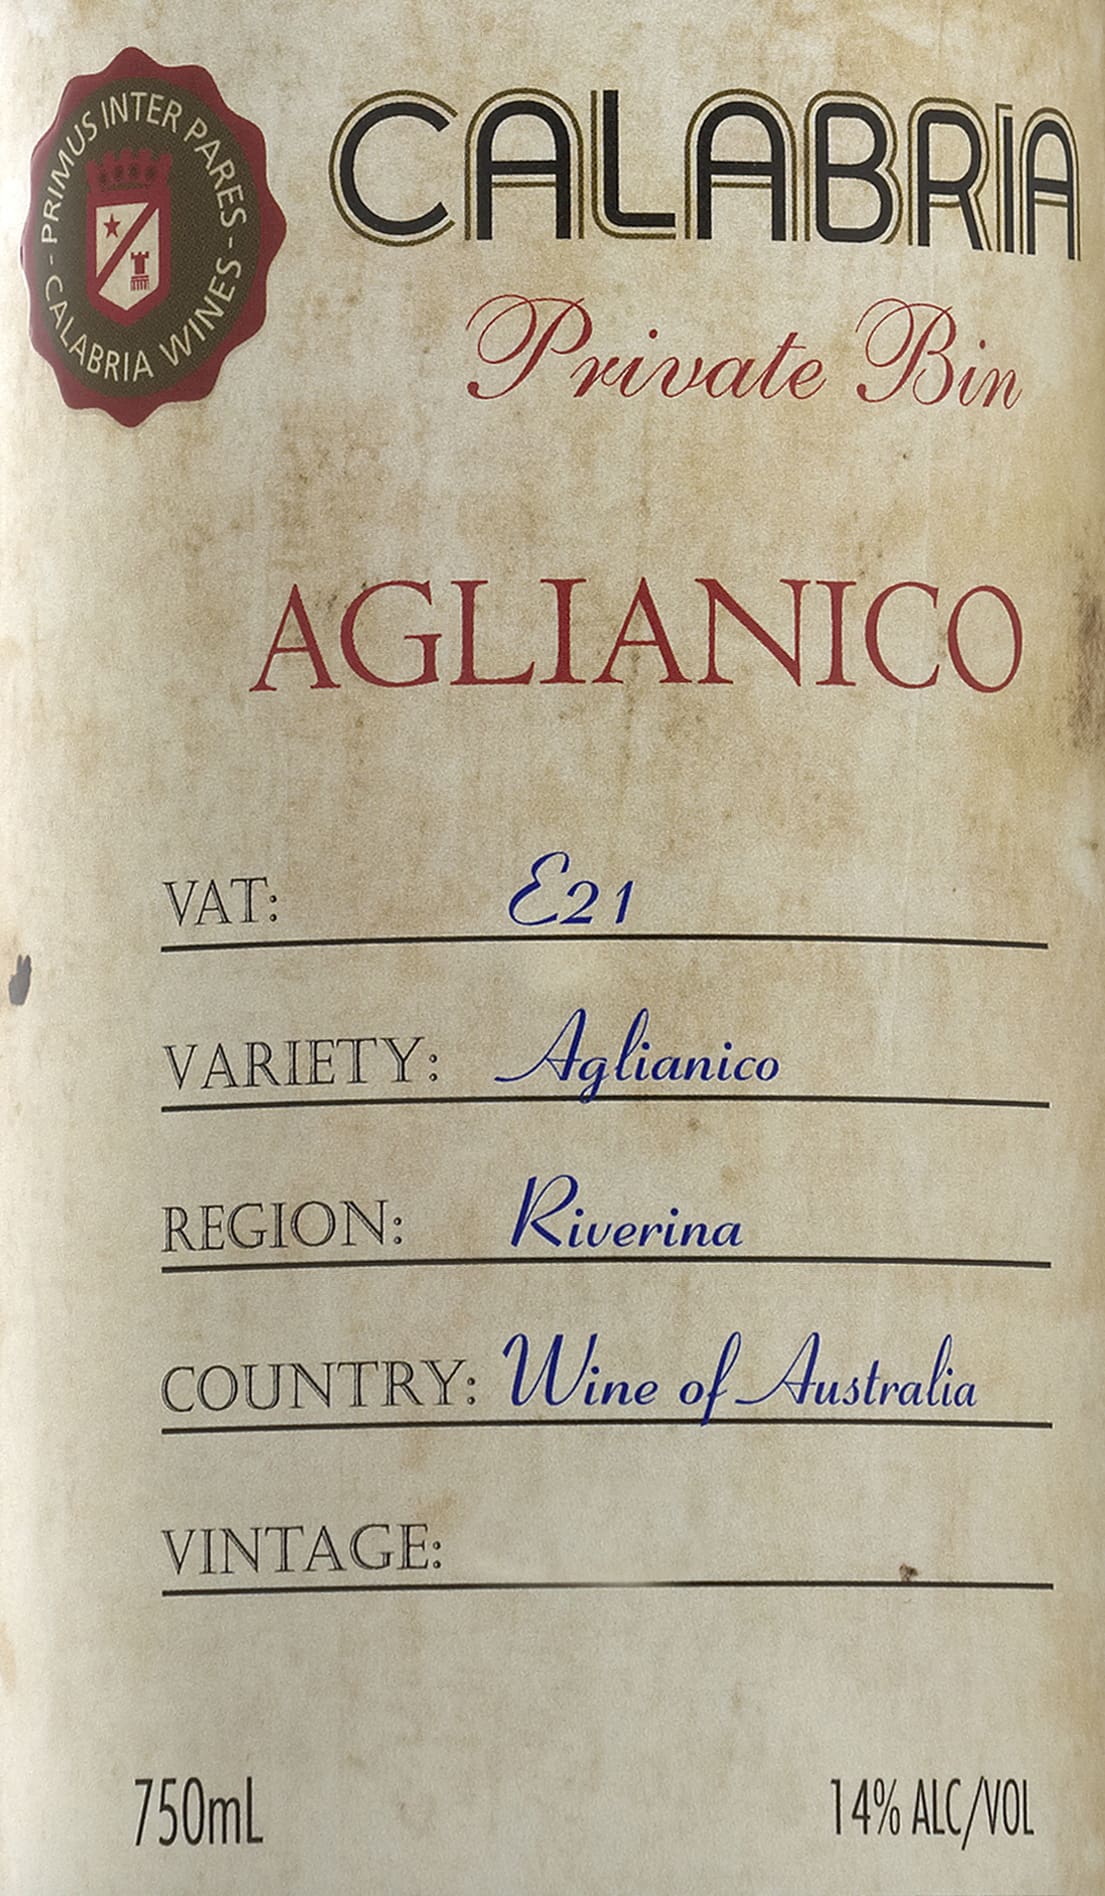 - PRIMUS INTER PARES -
CALABRIA WINES
CALABRIA
Private Bin
AGLIANICO
VAT: E21
VARIETY: Aglianico
REGION: Riverina
COUNTRY: Wine of Australia
VINTAGE:
750mL 14% ALC/VOL